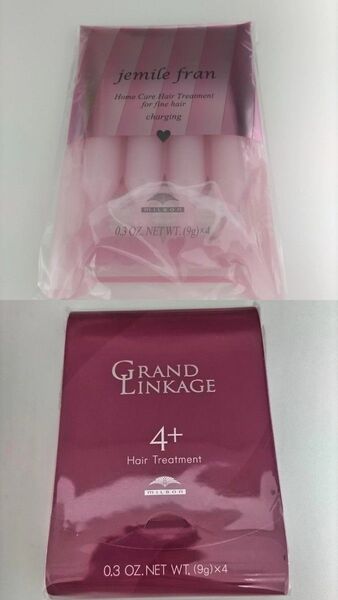 jemile fran
Home Care Hair Treatment
for fine hair
charging
milbon
0.3 OZ. NET WT. (9g)×4
GRAND
LINKAGE
4+
Hair Treatment
milbon
0.3 OZ. NET WT. (9g)×4